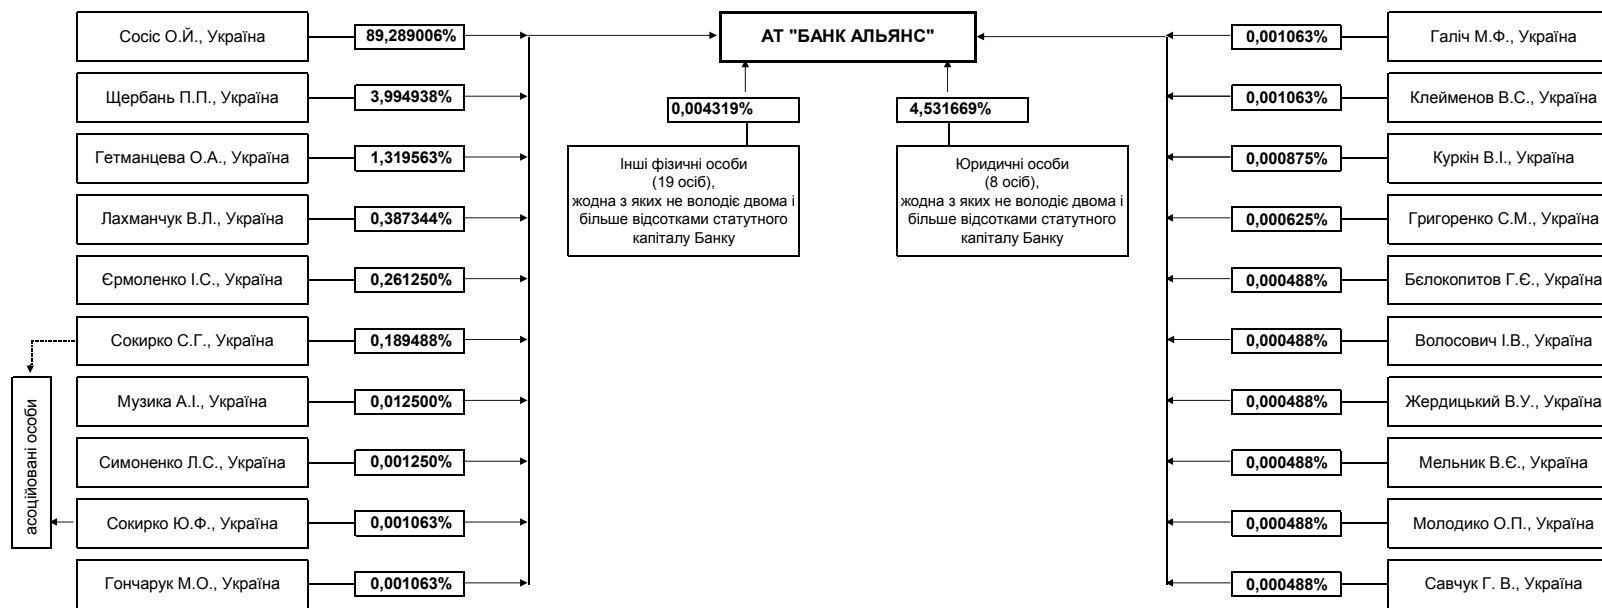 АТ "БАНК АЛЬЯНС"
Сосіс О.Й., Україна
89,289006%
Щербань П.П., Україна
3,994938%
Гетманцева О.А., Україна
1,319563%
Лахманчук В.Л., Україна
0,387344%
Єрмоленко І.С., Україна
0,261250%
Сокирко С.Г., Україна
0,189488%
Музика А.І., Україна
0,012500%
Симоненко Л.С., Україна
0,001250%
Сокирко Ю.Ф., Україна
0,001063%
Гончарук М.О., Україна
0,001063%
асоційовані особи
0,004319%
Інші фізичні особи
(19 осіб),
жодна з яких не володіє двома і
більше відсотками статутного
капіталу Банку
4,531669%
Юридичні особи
(8 осіб),
жодна з яких не володіє двома і
більше відсотками статутного
капіталу Банку
0,001063%
Галіч М.Ф., Україна
0,001063%
Клейменов В.С., Україна
0,000875%
Куркін В.І., Україна
0,000625%
Григоренко С.М., Україна
0,000488%
Бєлокопитов Г.Є., Україна
0,000488%
Волосович І.В., Україна
0,000488%
Жердицький В.У., Україна
0,000488%
Мельник В.Є., Україна
0,000488%
Молодико О.П., Україна
0,000488%
Савчук Г. В., Україна